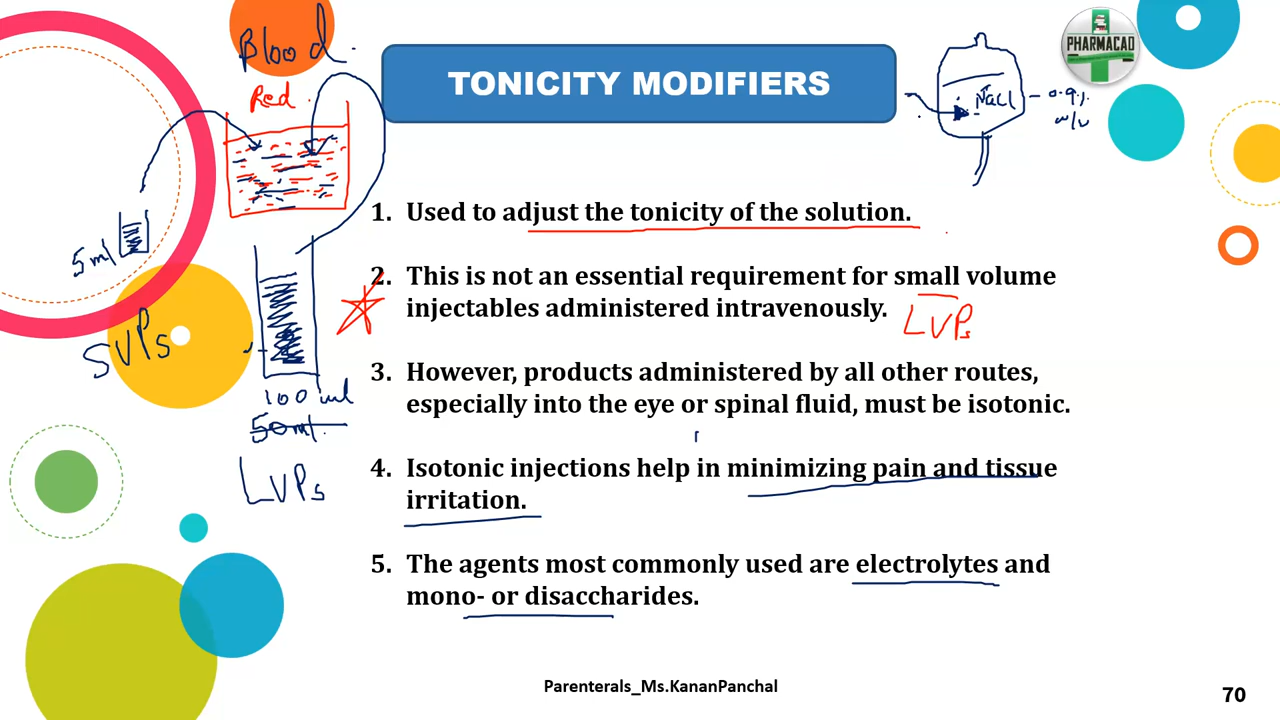 Blood
Red
TONICITY MODIFIERS
PHARMACAD
NaCl - 0.9%
w/v
1. Used to adjust the tonicity of the solution.
5ml
2. This is not an essential requirement for small volume
injectables administered intravenously.
LVPs
SVPs
3. However, products administered by all other routes,
especially into the eye or spinal fluid, must be isotonic.
100 ml
50ml
LVPs
4. Isotonic injections help in minimizing pain and tissue
irritation.
5. The agents most commonly used are electrolytes and
mono- or disaccharides.
Parenterals_Ms.KananPanchal
70